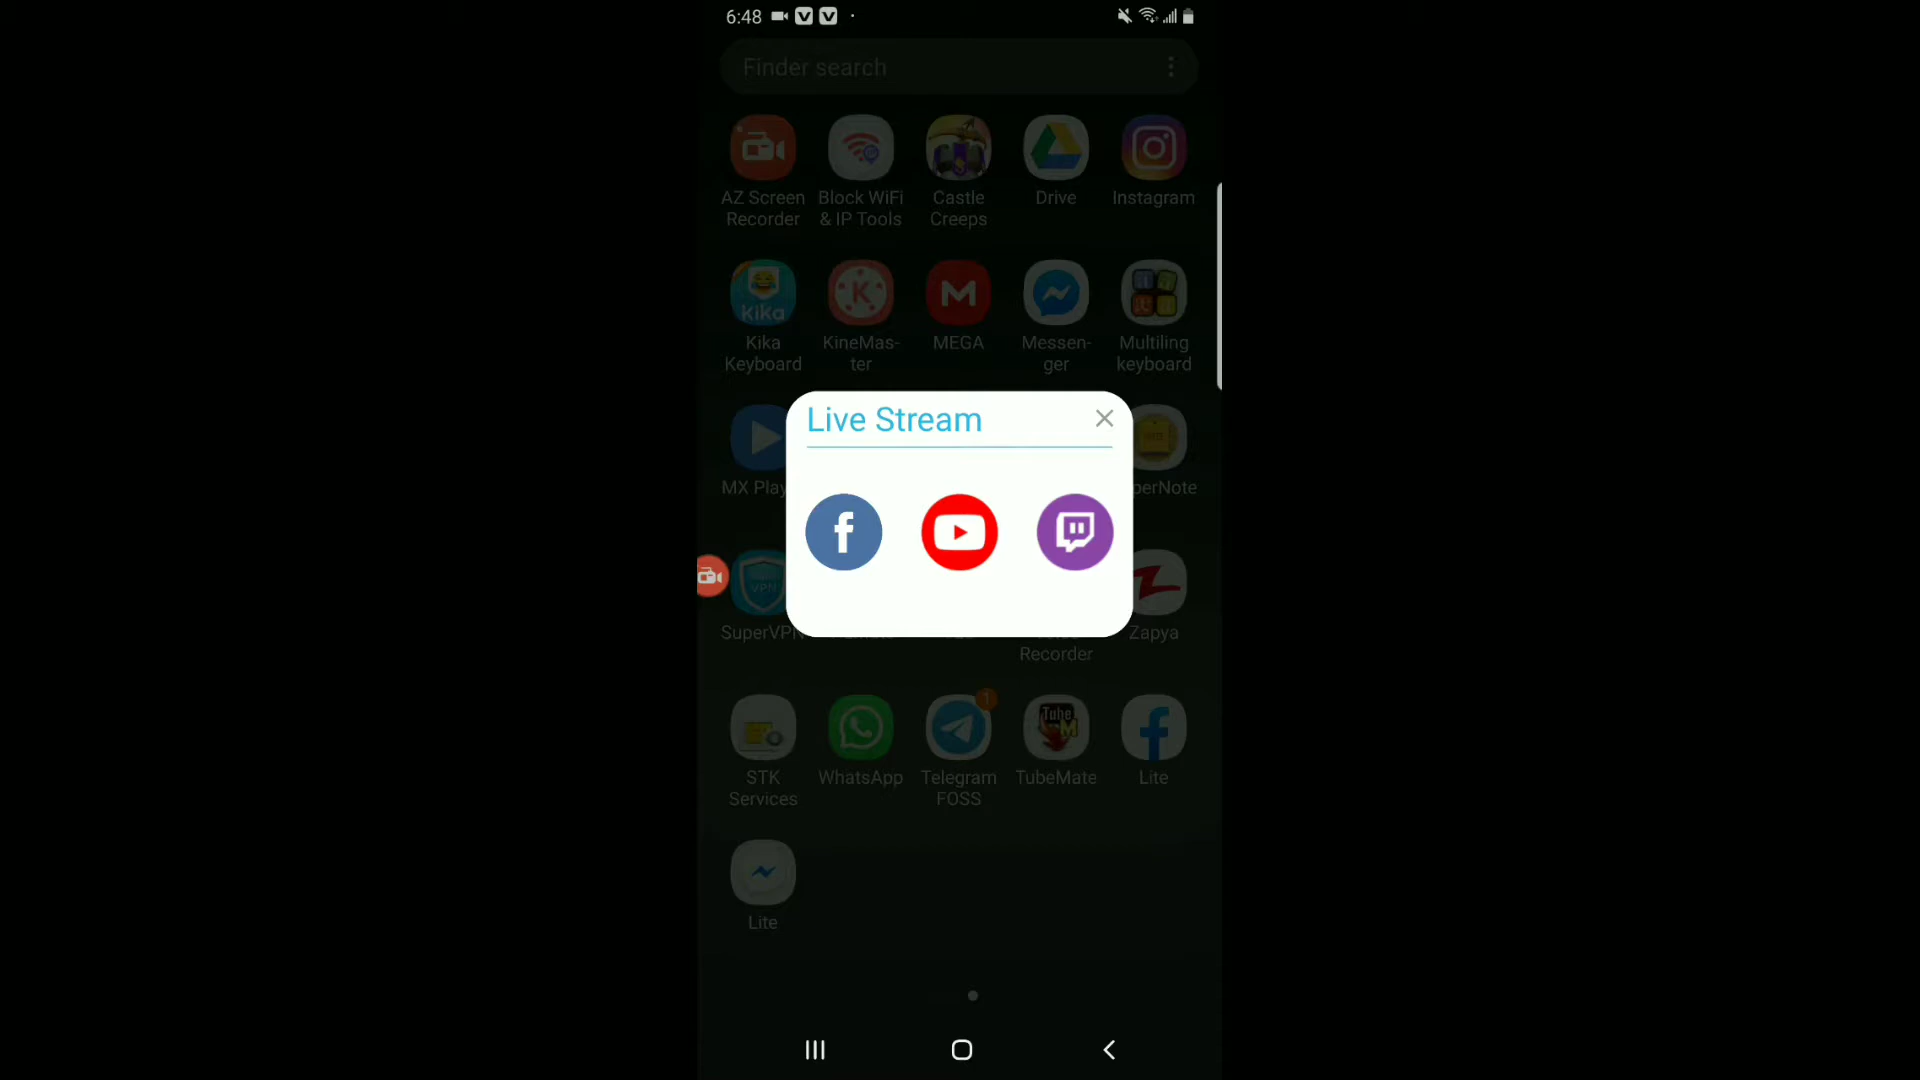 6:48
Finder search
AZ Screen
Recorder
Block WiFi
& IP Tools
Castle
Creeps
Drive
Instagram
Kika
Keyboard
KineMas-
ter
MEGA
Messen-
ger
Multiling
keyboard
Live Stream
MX Play
perNote
SuperVPN
Recorder
Zapya
STK
Services
WhatsApp
Telegram
FOSS
1
TubeMate
Lite
Lite